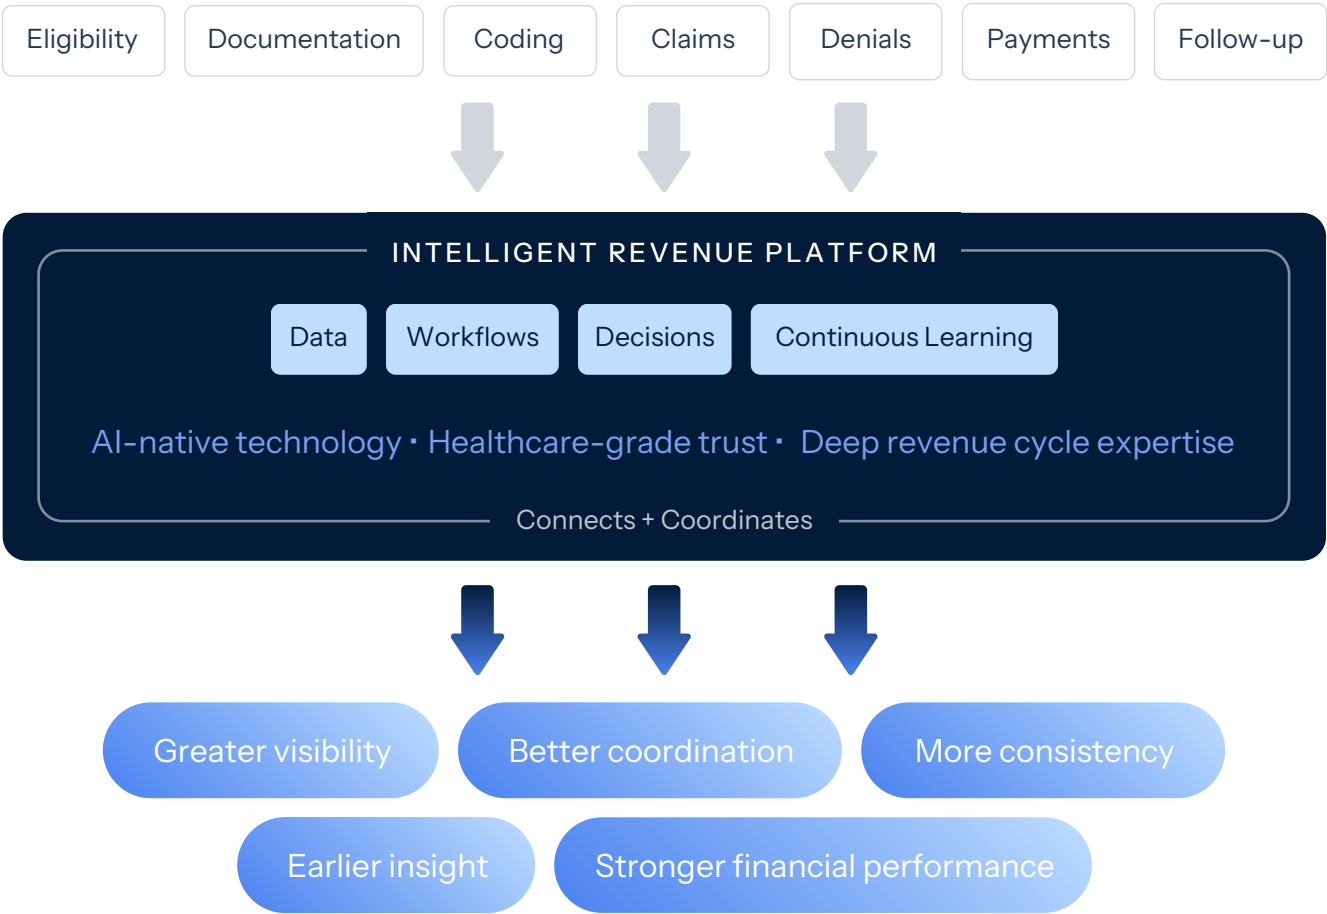 Eligibility
Documentation
Coding
Claims
Denials
Payments
Follow-up
INTELLIGENT REVENUE PLATFORM
Data
Workflows
Decisions
Continuous Learning
AI-native technology · Healthcare-grade trust · Deep revenue cycle expertise
Connects + Coordinates
Greater visibility
Better coordination
More consistency
Earlier insight
Stronger financial performance